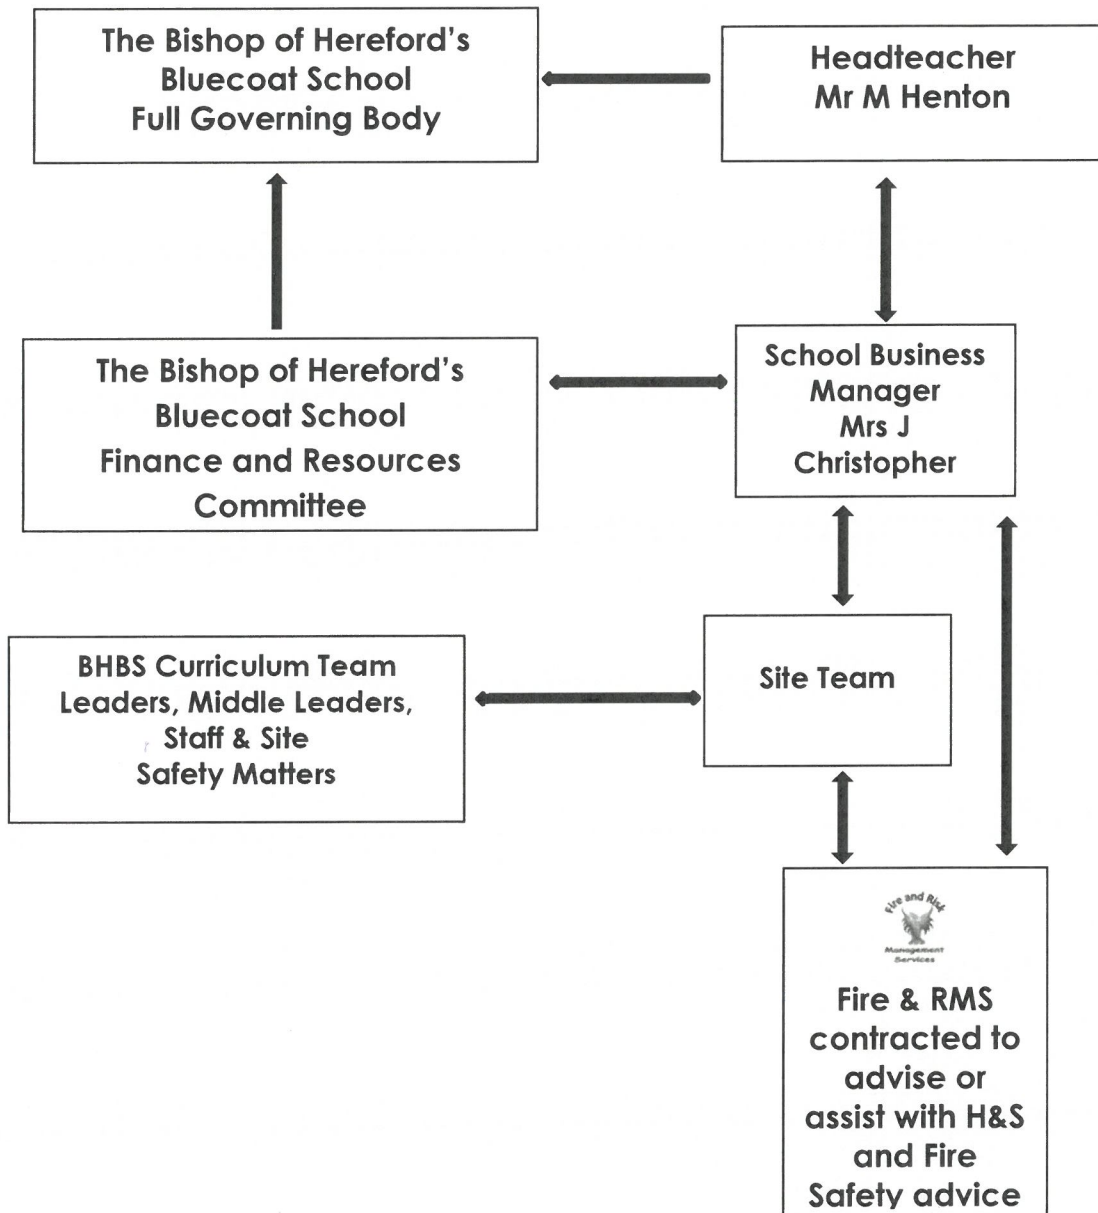 The Bishop of Hereford's
Bluecoat School
Full Governing Body
Headteacher
Mr M Henton
The Bishop of Hereford's
Bluecoat School
Finance and Resources
Committee
School Business
Manager
Mrs J
Christopher
BHBS Curriculum Team
Leaders, Middle Leaders,
Staff & Site
Safety Matters
Site Team
Fire and Risk
Management
Services
Fire & RMS
contracted to
advise or
assist with H&S
and Fire
Safety advice